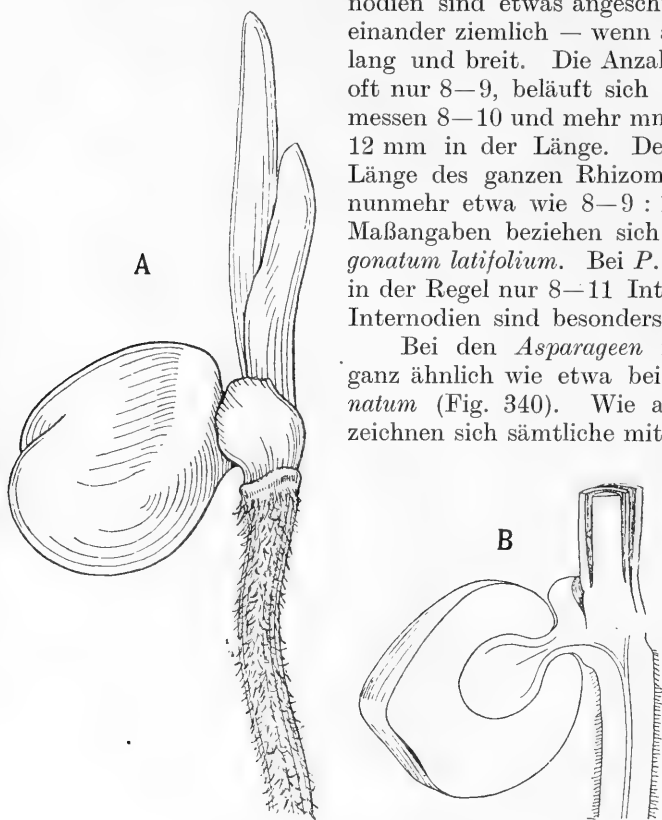 nodien sind etwas angesch
einander ziemlich — wenn a
lang und breit. Die Anzal
oft nur 8—9, beläuft sich
messen 8—10 und mehr mm
12 mm in der Länge. De
Länge des ganzen Rhizom
nunmehr etwa wie 8—9 :
Maßangaben beziehen sich
gonatum latifolium. Bei P.
in der Regel nur 8—11 Int
Internodien sind besonders
Bei den Asparageen
ganz ähnlich wie etwa bei
natum (Fig. 340). Wie a
zeichnen sich sämtliche mit
A
B